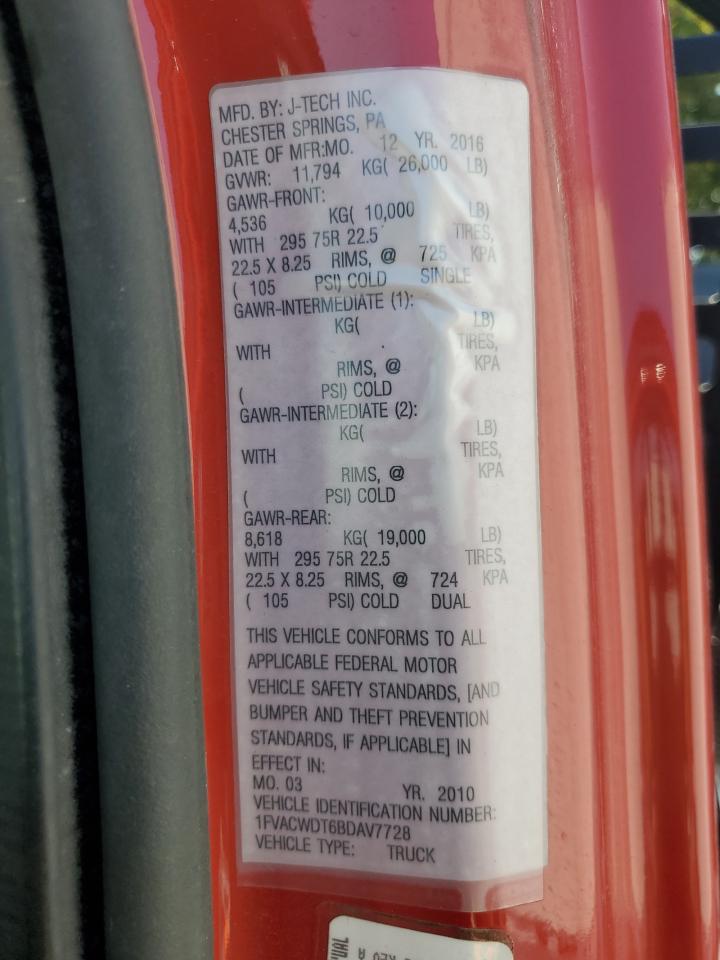 MFD. BY: J-TECH INC.
CHESTER SPRINGS, PA
DATE OF MFR:MO. 12 YR. 2016
GVWR: 11,794 KG( 26,000 LB)
GAWR-FRONT:
4,536 KG( 10,000 LB)
WITH 295 75R 22.5 TIRES,
22.5 X 8.25 RIMS, @ 725 KPA
( 105 PSI) COLD SINGLE
GAWR-INTERMEDIATE (1):
KG( LB)
WITH TIRES,
RIMS, @ KPA
( PSI) COLD
GAWR-INTERMEDIATE (2):
KG( LB)
WITH TIRES,
RIMS, @ KPA
( PSI) COLD
GAWR-REAR:
8,618 KG( 19,000 LB)
WITH 295 75R 22.5 TIRES,
22.5 X 8.25 RIMS, @ 724 KPA
( 105 PSI) COLD DUAL
THIS VEHICLE CONFORMS TO ALL
APPLICABLE FEDERAL MOTOR
VEHICLE SAFETY STANDARDS, [AND
BUMPER AND THEFT PREVENTION
STANDARDS, IF APPLICABLE] IN
EFFECT IN:
MO. 03 YR. 2010
VEHICLE IDENTIFICATION NUMBER:
1FVACWDT6BDAV7728
VEHICLE TYPE: TRUCK